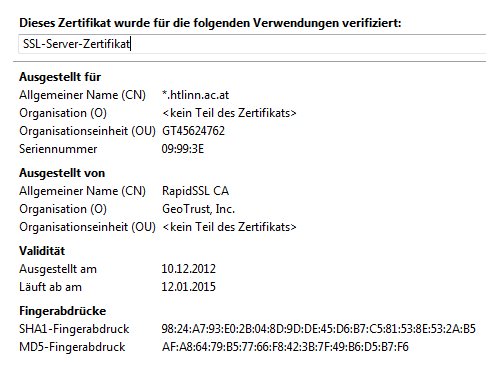 Dieses Zertifikat wurde für die folgenden Verwendungen verifiziert:
SSL-Server-Zertifikat
Ausgestellt für
Allgemeiner Name (CN) *.htlinn.ac.at
Organisation (O) <kein Teil des Zertifikats>
Organisationseinheit (OU) GT45624762
Seriennummer 09:99:3E
Ausgestellt von
Allgemeiner Name (CN) RapidSSL CA
Organisation (O) GeoTrust, Inc.
Organisationseinheit (OU) <kein Teil des Zertifikats>
Validität
Ausgestellt am 10.12.2012
Läuft ab am 12.01.2015
Fingerabdrücke
SHA1-Fingerabdruck 98:24:A7:93:E0:2B:04:8D:9D:DE:45:D6:B7:C5:81:53:8E:53:2A:B5
MD5-Fingerabdruck AF:A8:64:79:B5:77:66:F8:42:3B:7F:49:B6:D5:B7:F6